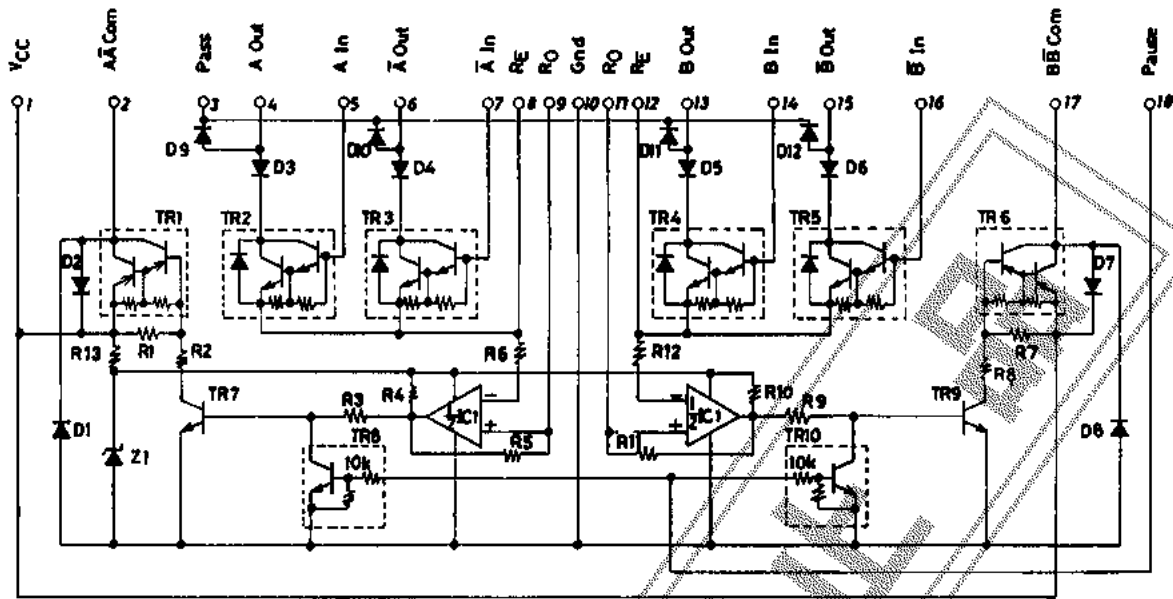 VCC
AĀ Com
Pass
A Out
A In
Ā Out
Ā In
RE
RO
Gnd
RO
RE
B Out
B In
B̄ Out
B̄ In
BB̄ Com
Pause
1 2 3 4 5 6 7 8 9 10 11 12 13 14 15 16 17 18
D9 D3 D10 D4 D11 D5 D12 D6
TR1 TR2 TR3 TR4 TR5 TR6
D2 D7
R13 R1 R2 R6 R12 R8 R7
TR7 R3 R4 1/2 IC1 − + − + 1/2 IC1 R10 R9 TR9
D1 Z1 TR8 R5 R11 TR10 D8
10k 10k